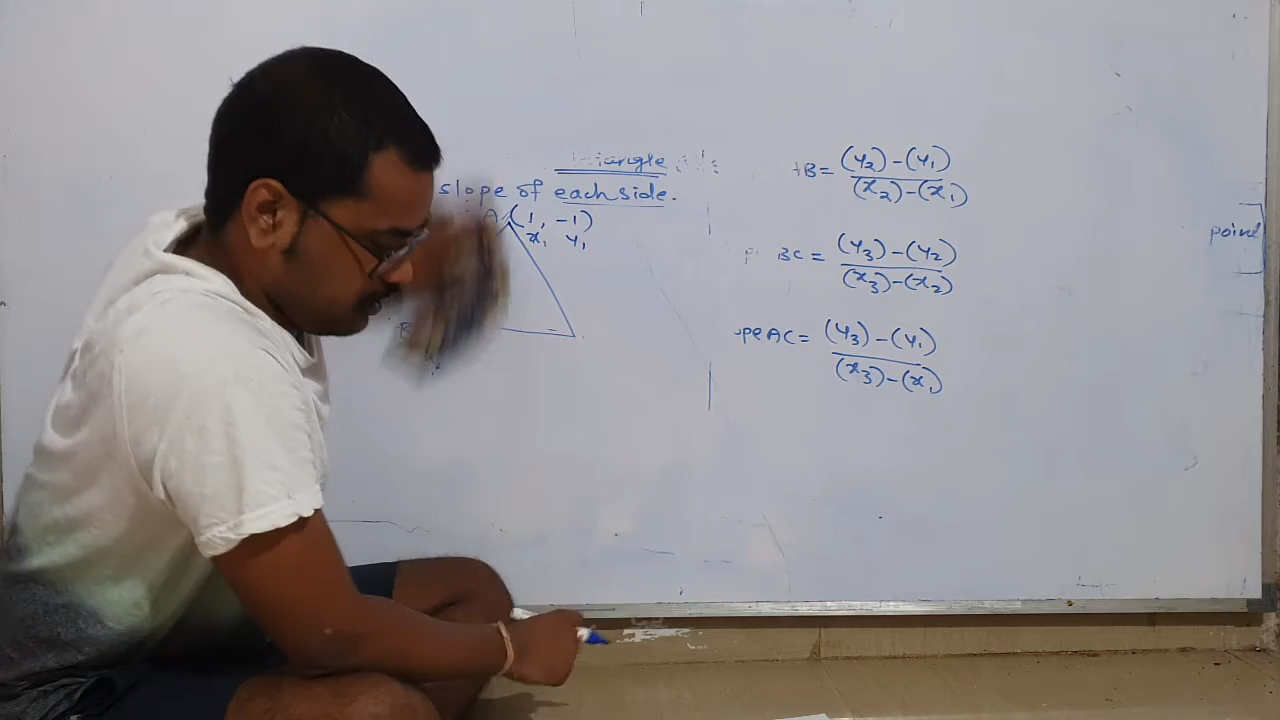 triangle
slope of each side.
A (1, -1)
x₁ y₁
B
B = (y₂) - (y₁) / (x₂) - (x₁)
BC = (y₃) - (y₂) / (x₃) - (x₂)
ope AC = (y₃) - (y₁) / (x₃) - (x₁)
point